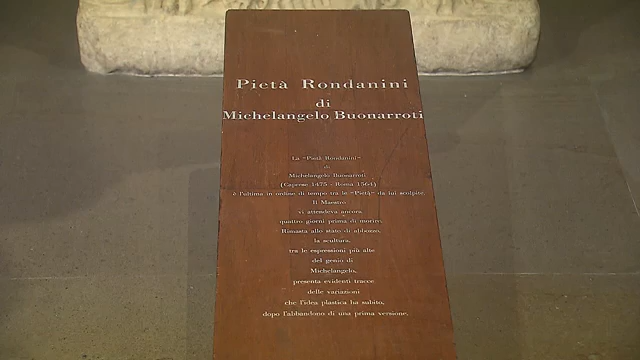 Pietà Rondanini
di
Michelangelo Buonarroti
La "Pietà Rondanini"
di
Michelangelo Buonarroti
(Caprese 1475 - Roma 1564)
è l'ultima in ordine di tempo tra le "Pietà" da lui scolpite.
Il Maestro
vi attendeva ancora
quattro giorni prima di morire.
Rimasta allo stato di abbozzo,
la scultura,
tra le espressioni più alte
del genio di
Michelangelo,
presenta evidenti tracce
delle variazioni
che l'idea plastica ha subito,
dopo l'abbandono di una prima versione.